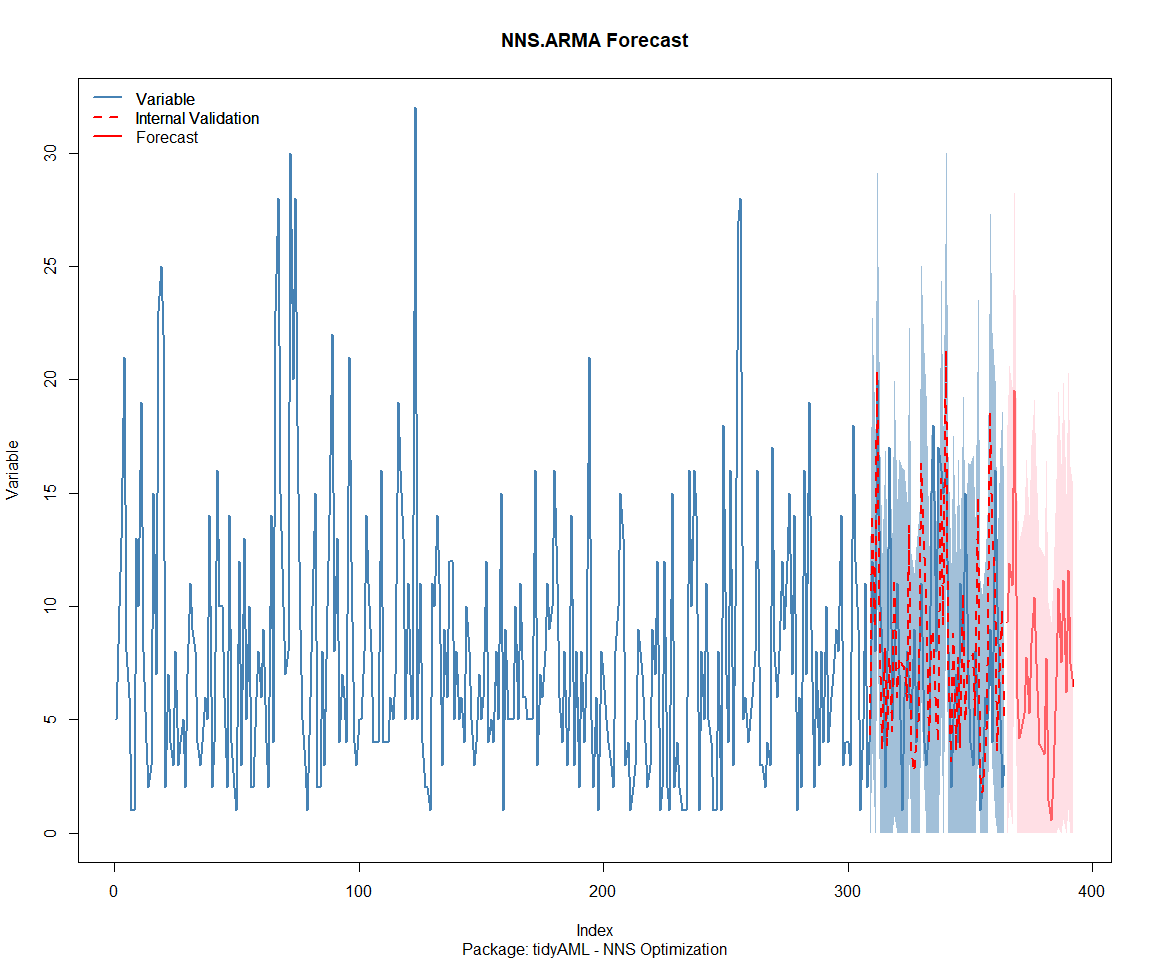 NNS.ARMA Forecast
Variable
Internal Validation
Forecast
30
25
20
15
10
5
0
Variable
0
100
200
300
400
Index
Package: tidyAML - NNS Optimization